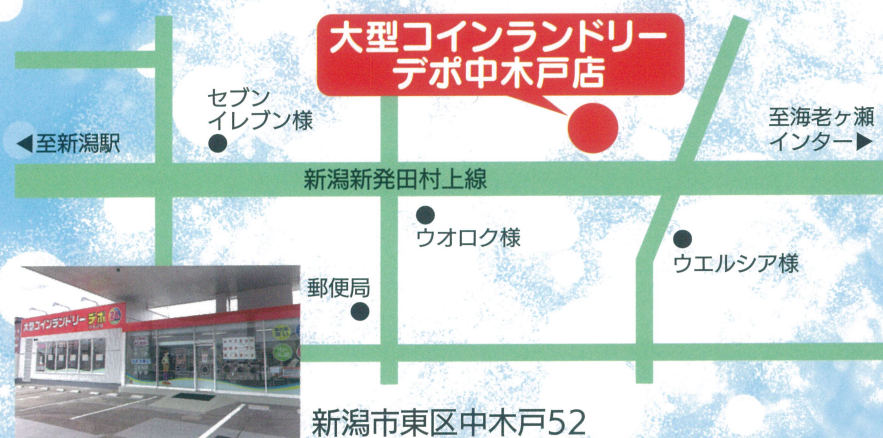 大型コインランドリー
デポ中木戸店
セブン
イレブン様
◀至新潟駅
至海老ヶ瀬
インター▶
新潟新発田村上線
ウオロク様
ウエルシア様
郵便局
大型コインランドリー デポ
新潟市東区中木戸52